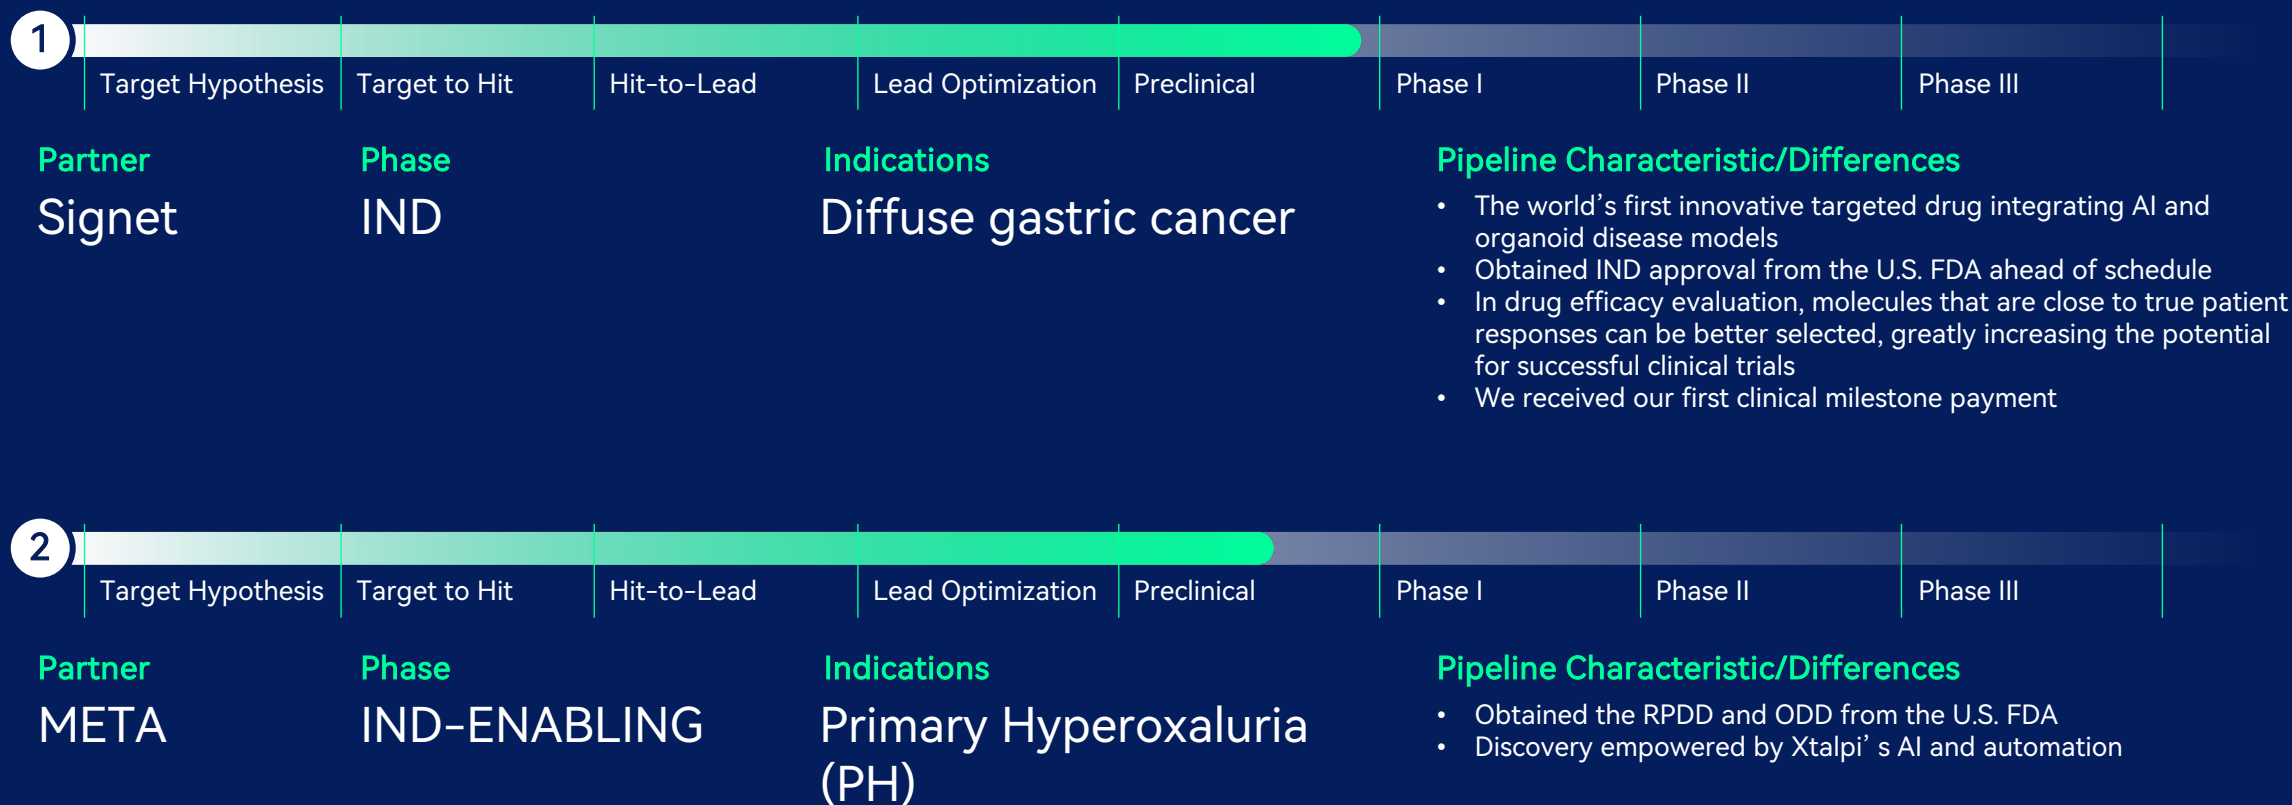 1
Target Hypothesis Target to Hit Hit-to-Lead Lead Optimization Preclinical Phase I Phase II Phase III
Partner Phase Indications Pipeline Characteristic/Differences
Signet IND Diffuse gastric cancer
• The world’s first innovative targeted drug integrating AI and
organoid disease models
• Obtained IND approval from the U.S. FDA ahead of schedule
• In drug efficacy evaluation, molecules that are close to true patient
responses can be better selected, greatly increasing the potential
for successful clinical trials
• We received our first clinical milestone payment
2
Target Hypothesis Target to Hit Hit-to-Lead Lead Optimization Preclinical Phase I Phase II Phase III
Partner Phase Indications Pipeline Characteristic/Differences
META IND-ENABLING Primary Hyperoxaluria
(PH)
• Obtained the RPDD and ODD from the U.S. FDA
• Discovery empowered by Xtalpi’ s AI and automation